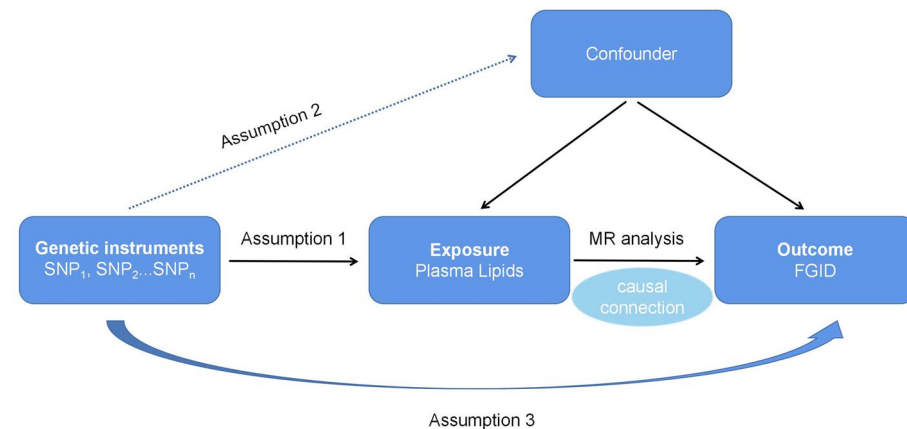 Confounder
Assumption 2
Genetic instruments
SNP₁, SNP₂...SNPₙ
Assumption 1
Exposure
Plasma Lipids
MR analysis
causal
connection
Outcome
FGID
Assumption 3